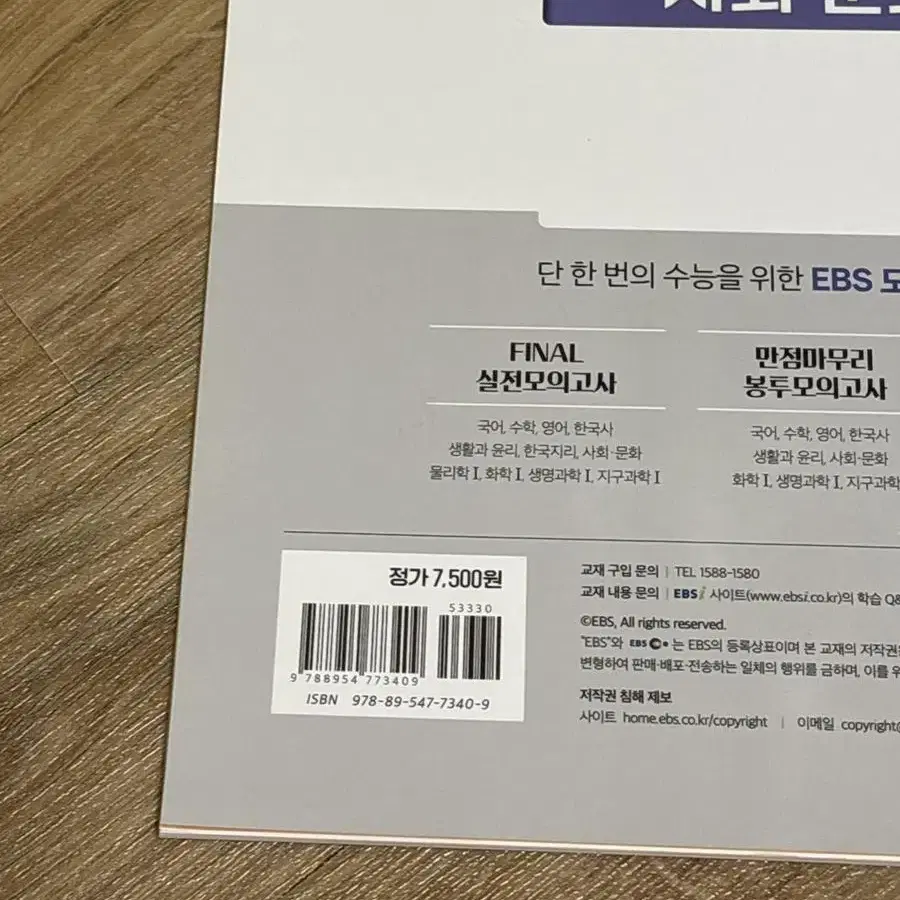 단 한 번의 수능을 위한 EBS
FINAL
실전모의고사
국어, 수학, 영어, 한국사
생활과 윤리, 한국지리, 사회·문화
물리학Ⅰ, 화학Ⅰ, 생명과학Ⅰ, 지구과학Ⅰ
만점마무리
봉투모의고사
국어, 수학, 영어, 한국사
생활과 윤리, 사회·문화
화학Ⅰ, 생명과학Ⅰ, 지구과학
정가 7,500원
53330
9 788954 773409
ISBN 978-89-547-7340-9
교재 구입 문의 | TEL 1588-1580
교재 내용 문의 | EBSi 사이트(www.ebsi.co.kr)의 학습 Q&
©EBS, All rights reserved.
"EBS"와 EBS 는 EBS의 등록상표이며 본 교재의 저작권
변형하여 판매·배포·전송하는 일체의 행위를 금하며, 이를 위
저작권 침해 제보
사이트 home.ebs.co.kr/copyright | 이메일 copyright@